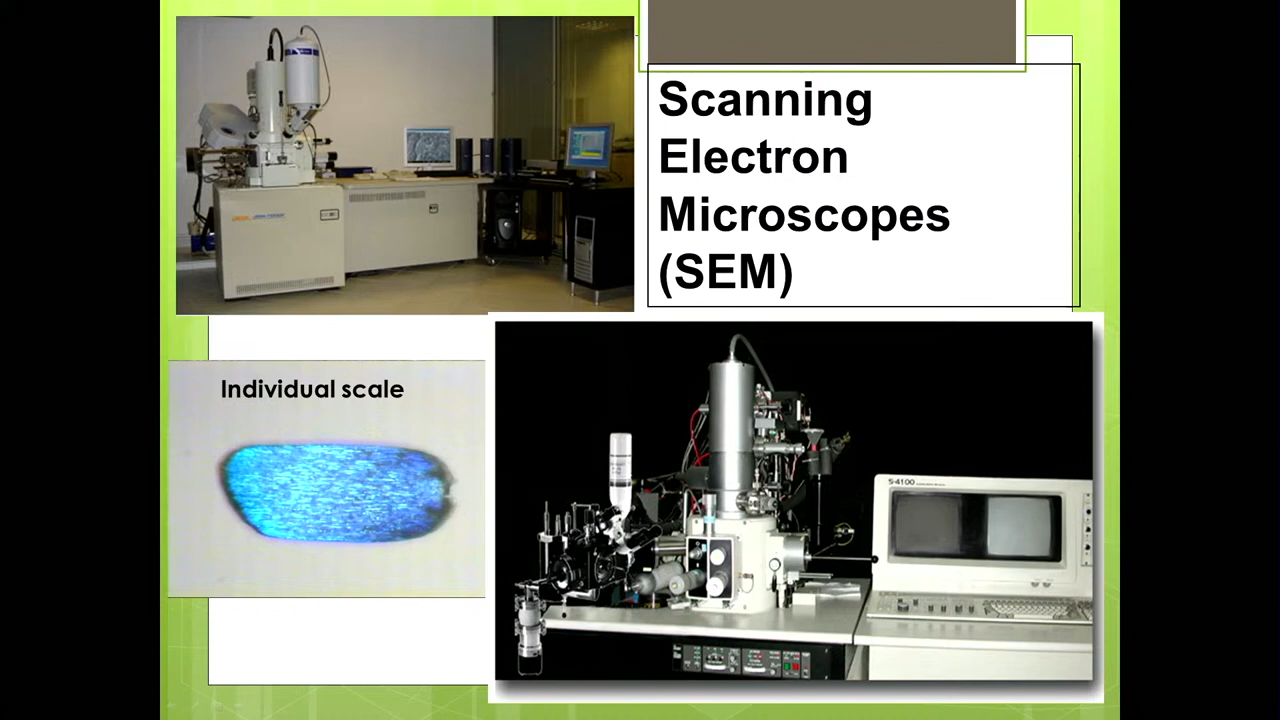 Scanning
Electron
Microscopes
(SEM)
Individual scale
S-4100